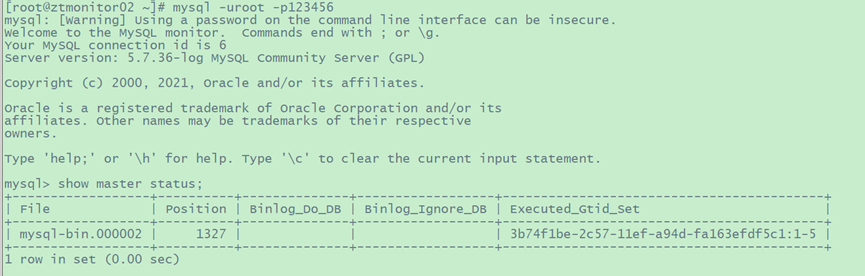 [root@ztmonitor02 ~]# mysql -uroot -p123456
mysql: [Warning] Using a password on the command line interface can be insecure.
Welcome to the MySQL monitor.  Commands end with ; or \g.
Your MySQL connection id is 6
Server version: 5.7.36-log MySQL Community Server (GPL)

Copyright (c) 2000, 2021, Oracle and/or its affiliates.

Oracle is a registered trademark of Oracle Corporation and/or its
affiliates. Other names may be trademarks of their respective
owners.

Type 'help;' or '\h' for help. Type '\c' to clear the current input statement.

mysql> show master status;
+------------------+----------+--------------+------------------+------------------------------------------+
| File             | Position | Binlog_Do_DB | Binlog_Ignore_DB | Executed_Gtid_Set                        |
+------------------+----------+--------------+------------------+------------------------------------------+
| mysql-bin.000002 |     1327 |              |                  | 3b74f1be-2c57-11ef-a94d-fa163efdf5c1:1-5 |
+------------------+----------+--------------+------------------+------------------------------------------+
1 row in set (0.00 sec)